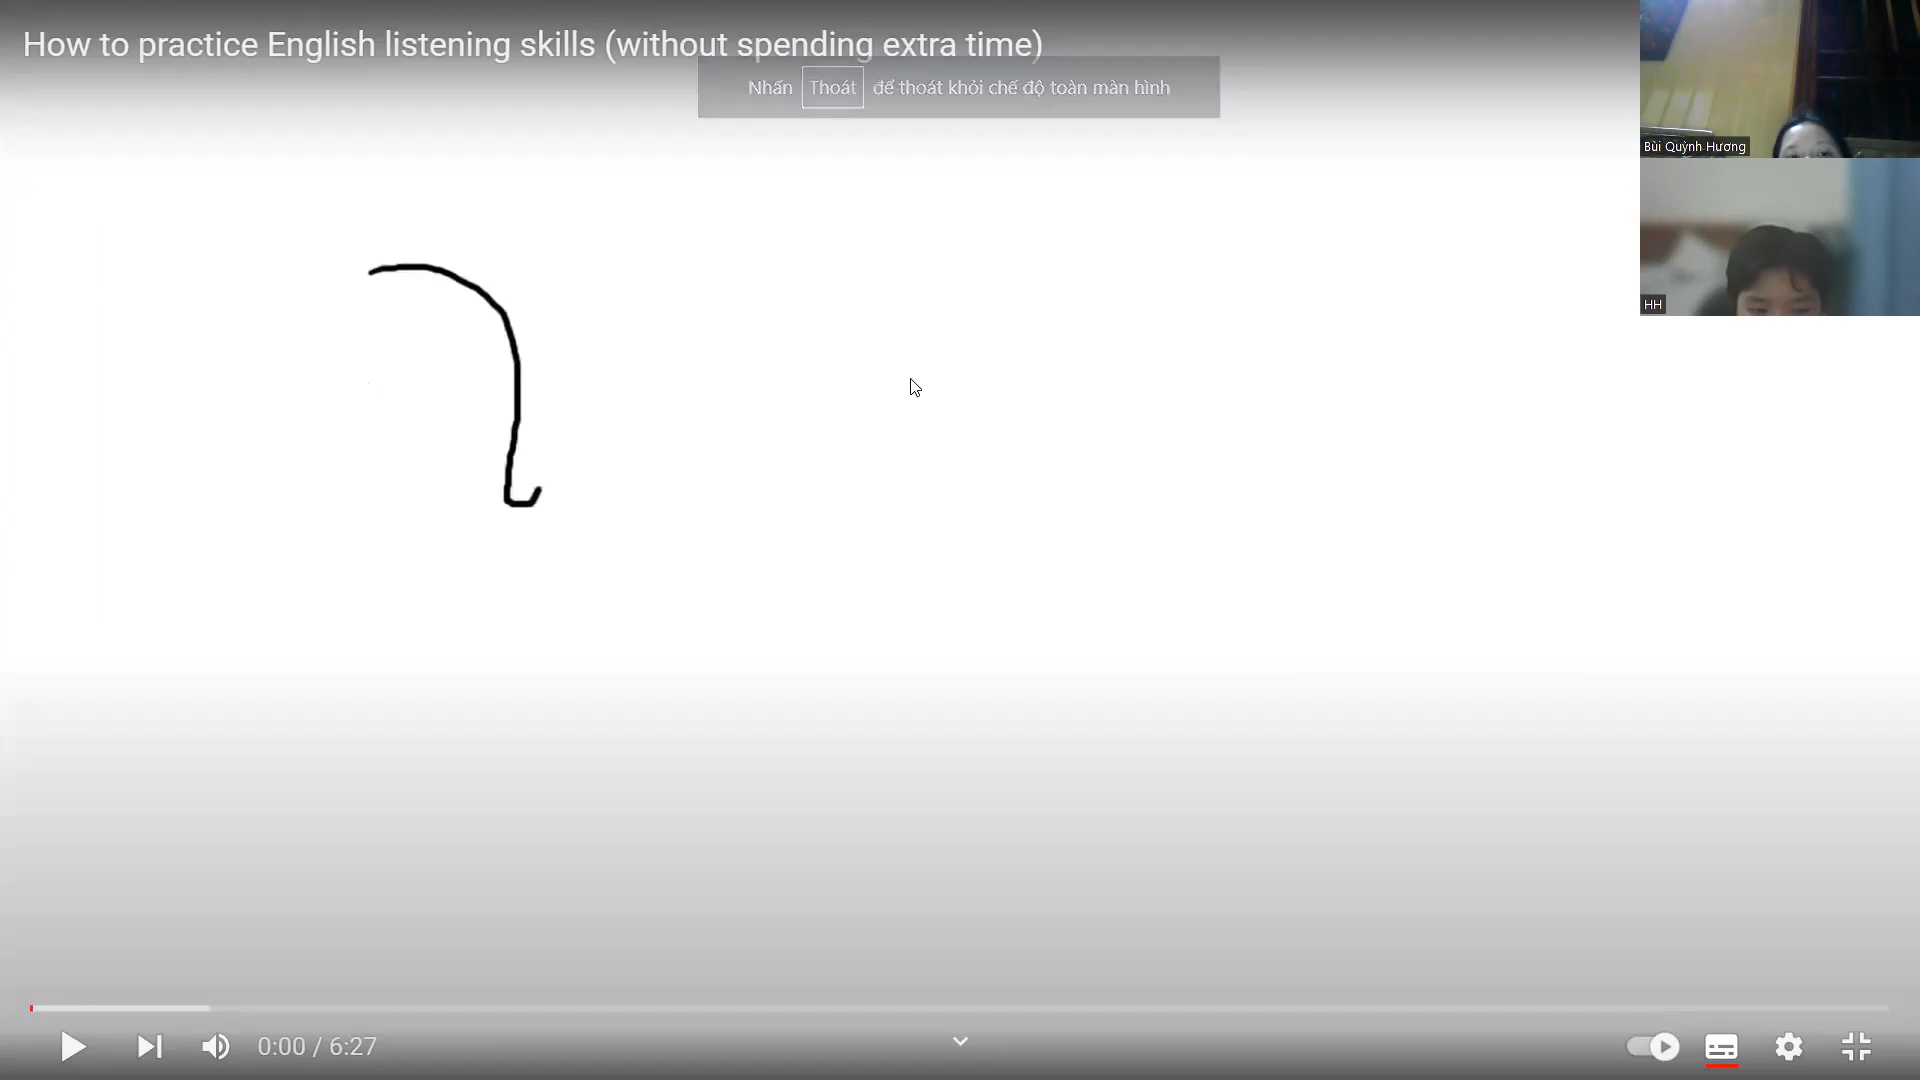 How to practice English listening skills (without spending extra time)
Nhấn Thoát để thoát khỏi chế độ toàn màn hình
Bùi Quỳnh Hương
HH
0:00 / 6:27